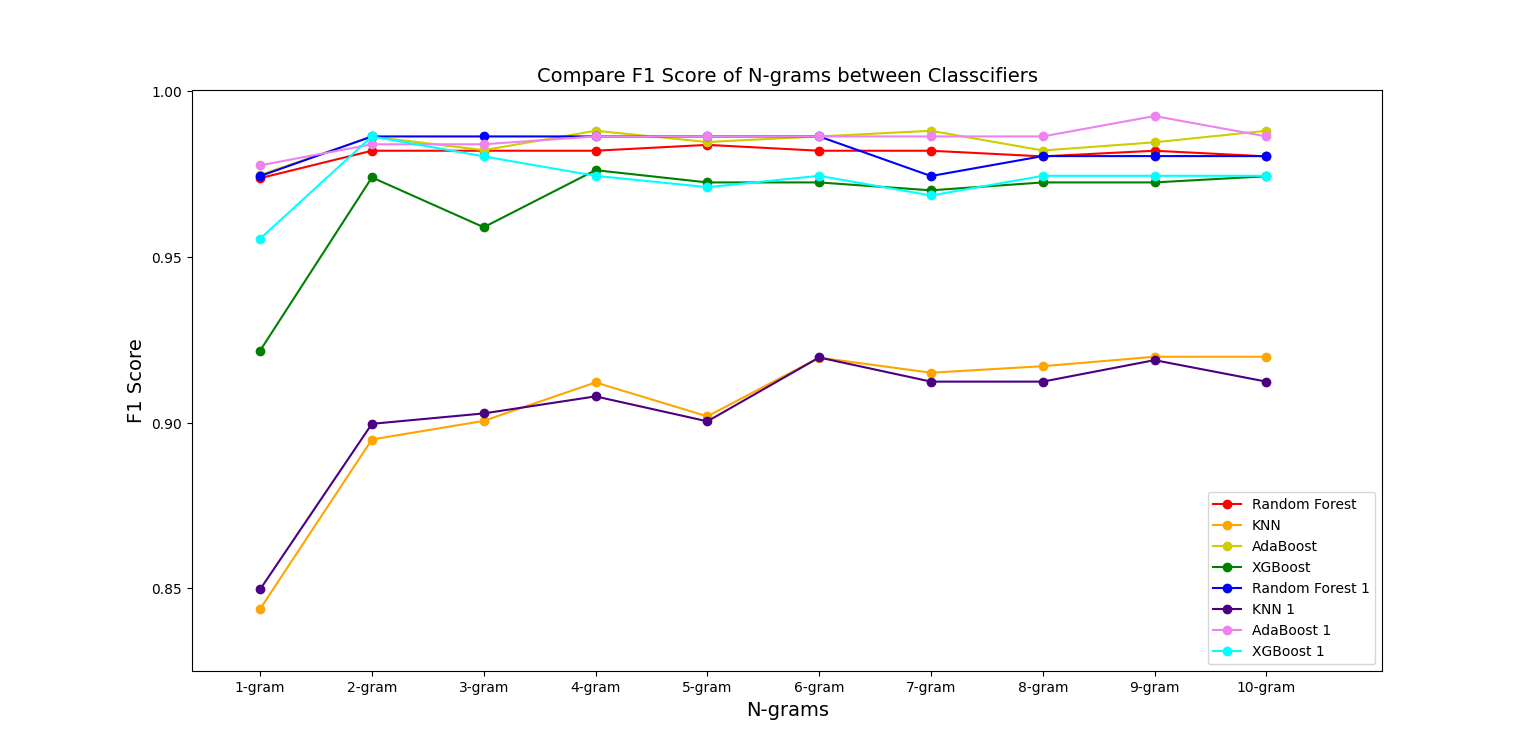 Compare F1 Score of N-grams between Classcifiers
1.00
0.95
0.90
0.85
F1 Score
1-gram
2-gram
3-gram
4-gram
5-gram
6-gram
7-gram
8-gram
9-gram
10-gram
N-grams
Random Forest
KNN
AdaBoost
XGBoost
Random Forest 1
KNN 1
AdaBoost 1
XGBoost 1